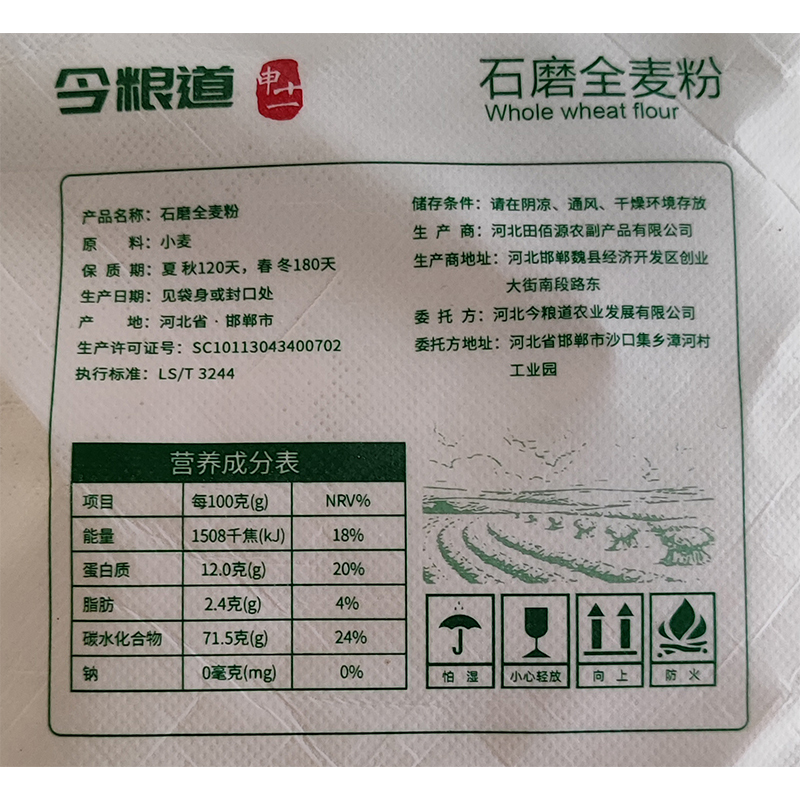 今粮道
申士
石磨全麦粉
Whole wheat flour
产品名称：石磨全麦粉
原 料：小麦
保 质 期：夏秋120天，春冬180天
生产日期：见袋身或封口处
产 地：河北省·邯郸市
生产许可证号：SC10113043400702
执行标准：LS/T 3244
储存条件：请在阴凉、通风、干燥环境存放
生 产 商：河北田佰源农副产品有限公司
生产商地址：河北邯郸魏县经济开发区创业
大街南段路东
委 托 方：河北今粮道农业发展有限公司
委托方地址：河北省邯郸市沙口集乡漳河村
工业园
营养成分表
项目 每100克(g) NRV%
能量 1508千焦(kJ) 18%
蛋白质 12.0克(g) 20%
脂肪 2.4克(g) 4%
碳水化合物 71.5克(g) 24%
钠 0毫克(mg) 0%
怕 湿 小心轻放 向 上 防 火